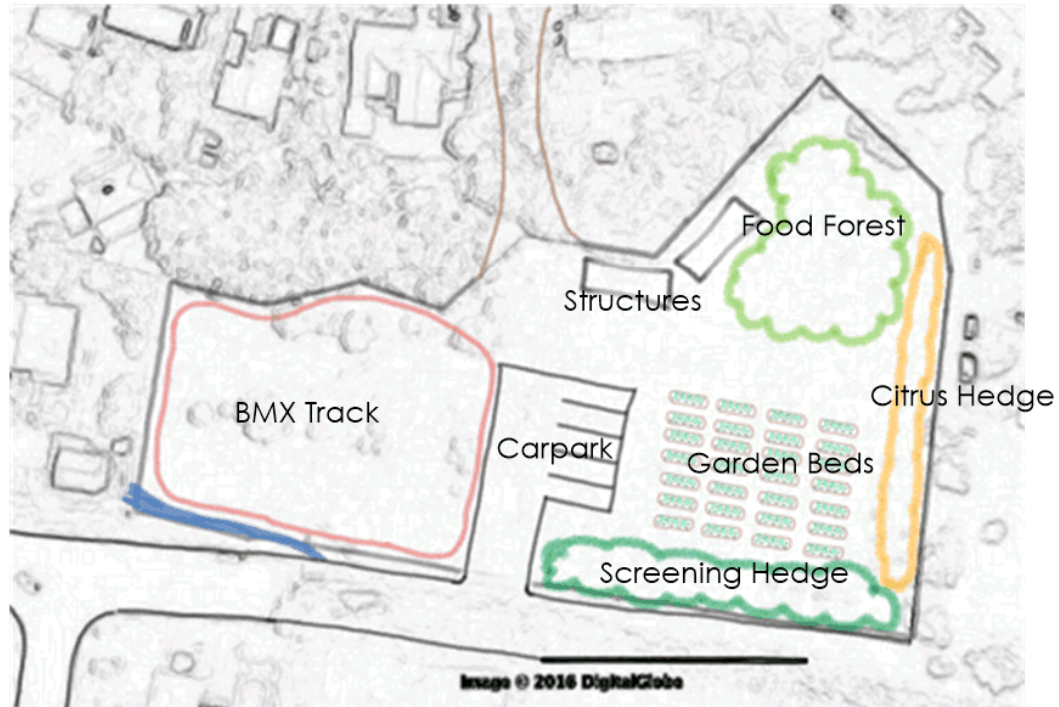 Food Forest
Structures
Citrus Hedge
BMX Track
Carpark
Garden Beds
Screening Hedge
Image © 2016 DigitalGlobe